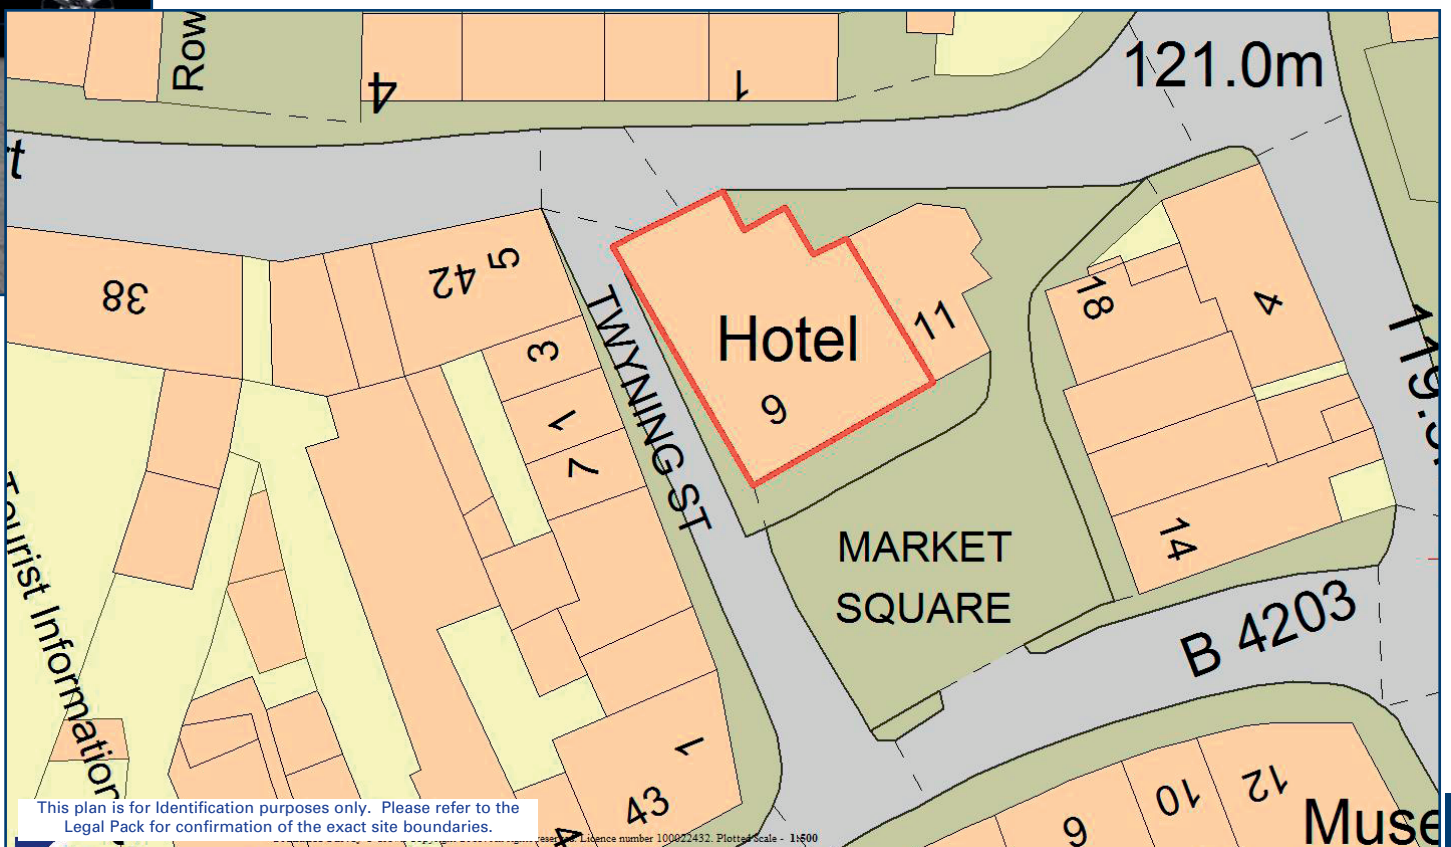 Row
4
1
121.0m
rt
38
42
5
TWYNING ST
3
1
7
Hotel
9
11
18
4
119.
MARKET
SQUARE
14
B 4203
Tourist Information
1
43
4
9
10
12
Muse
This plan is for Identification purposes only. Please refer to the
Legal Pack for confirmation of the exact site boundaries.
Licence number 100022432. Plotted Scale - 1:500